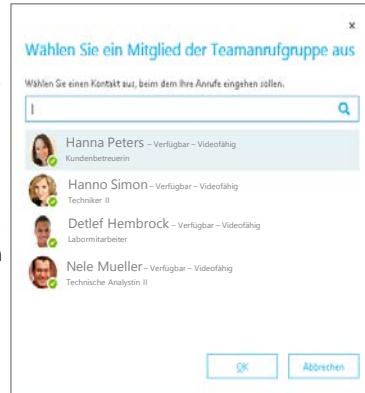 Wählen Sie ein Mitglied der Teamanrufgruppe aus
Wählen Sie einen Kontakt aus, beim dem Ihre Anrufe eingehen sollen.
Hanna Peters – Verfügbar – Videofähig
Kundenbetreuerin
Hanno Simon – Verfügbar – Videofähig
Techniker II
Detlef Hembrock – Verfügbar – Videofähig
Labormitarbeiter
Nele Mueller – Verfügbar – Videofähig
Technische Analystin II
OK Abbrechen